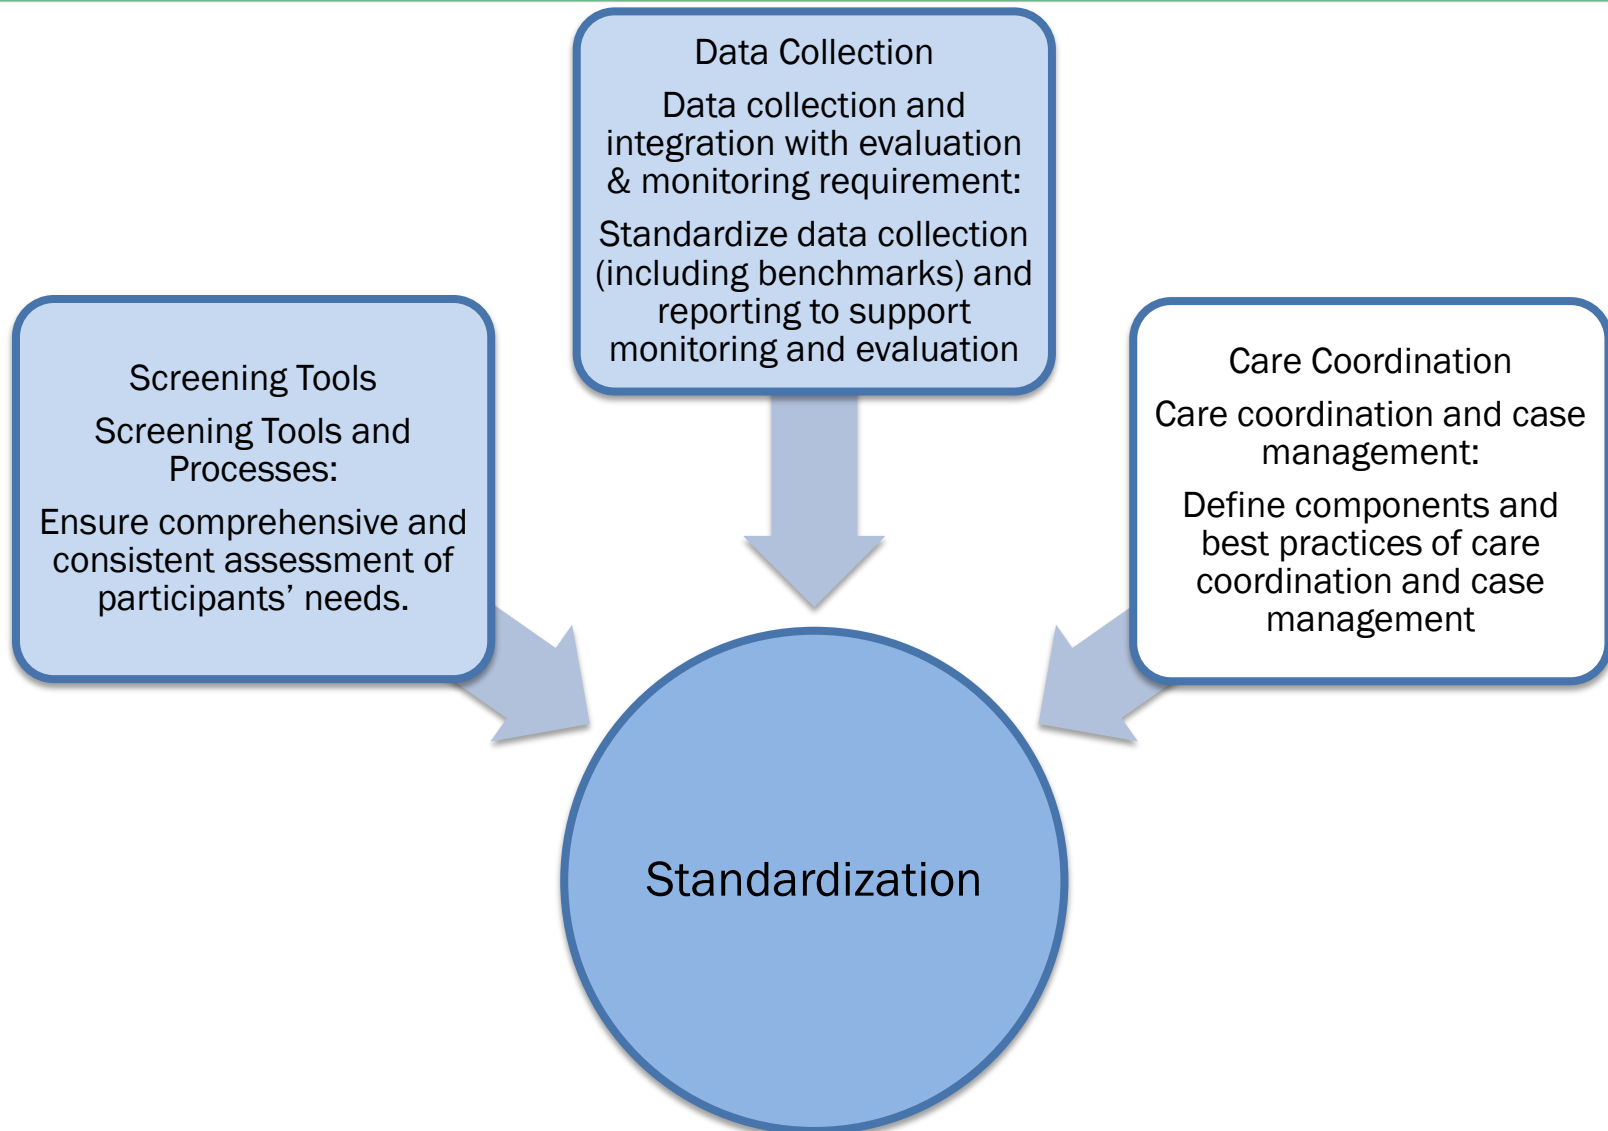 Data Collection
Data collection and
integration with evaluation
& monitoring requirement:
Standardize data collection
(including benchmarks) and
reporting to support
monitoring and evaluation
Screening Tools
Screening Tools and
Processes:
Ensure comprehensive and
consistent assessment of
participants’ needs.
Care Coordination
Care coordination and case
management:
Define components and
best practices of care
coordination and case
management
Standardization